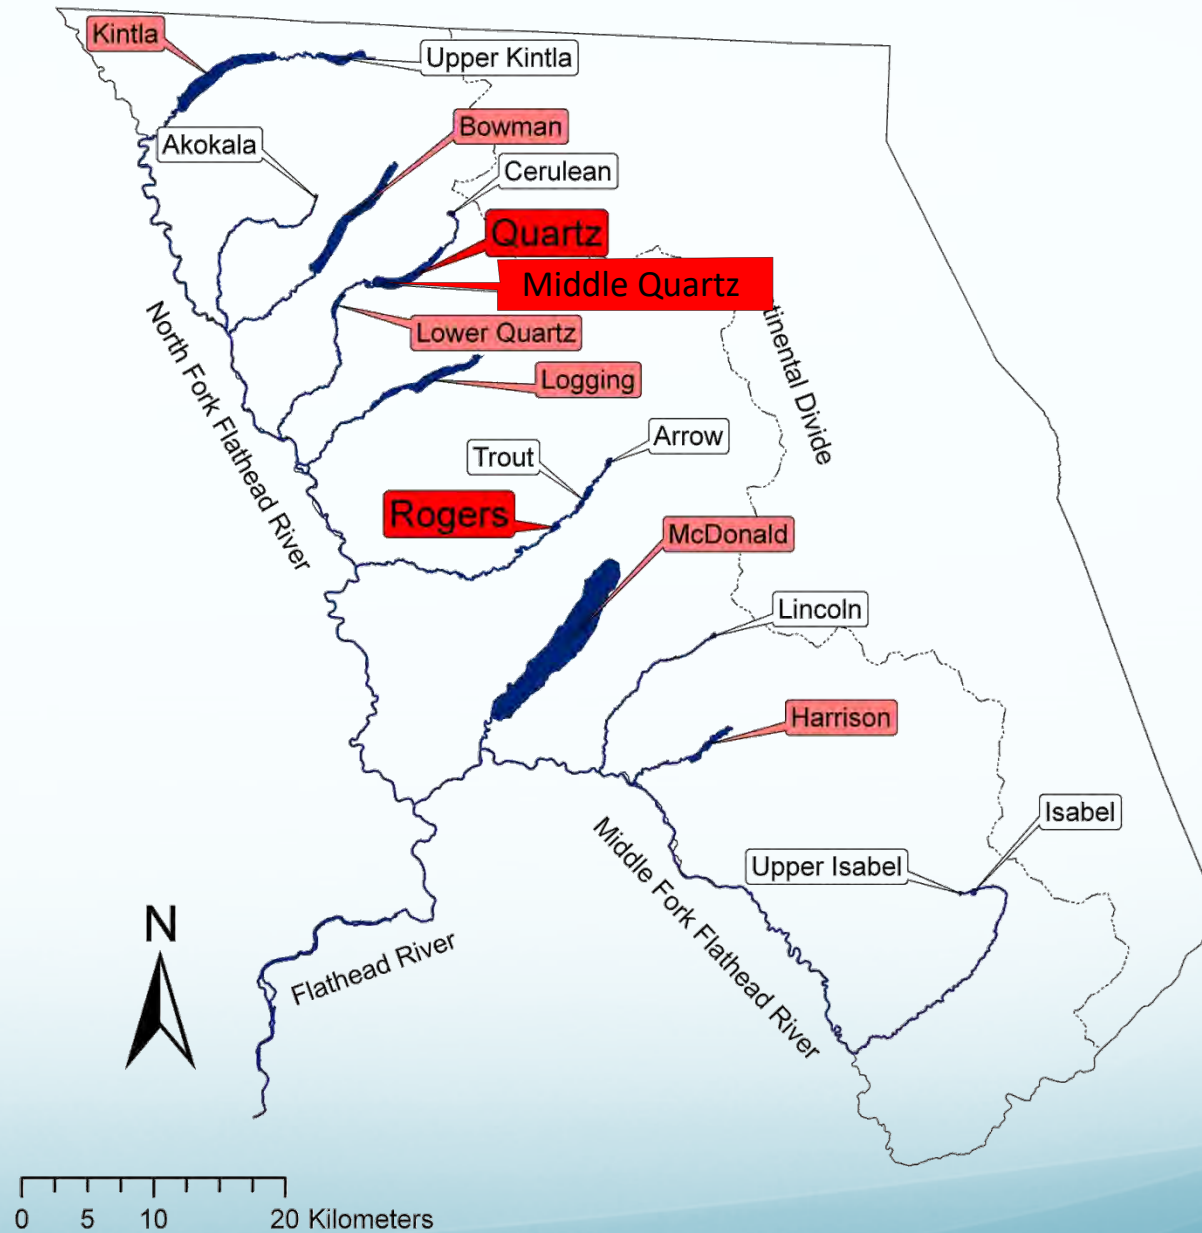 Kintla
Upper Kintla
Bowman
Akokala
Cerulean
Quartz
Middle Quartz
Lower Quartz
tinental Divide
Logging
North Fork Flathead River
Arrow
Trout
Rogers
McDonald
Lincoln
Harrison
Isabel
Upper Isabel
Middle Fork Flathead River
N
Flathead River
0 5 10 20 Kilometers